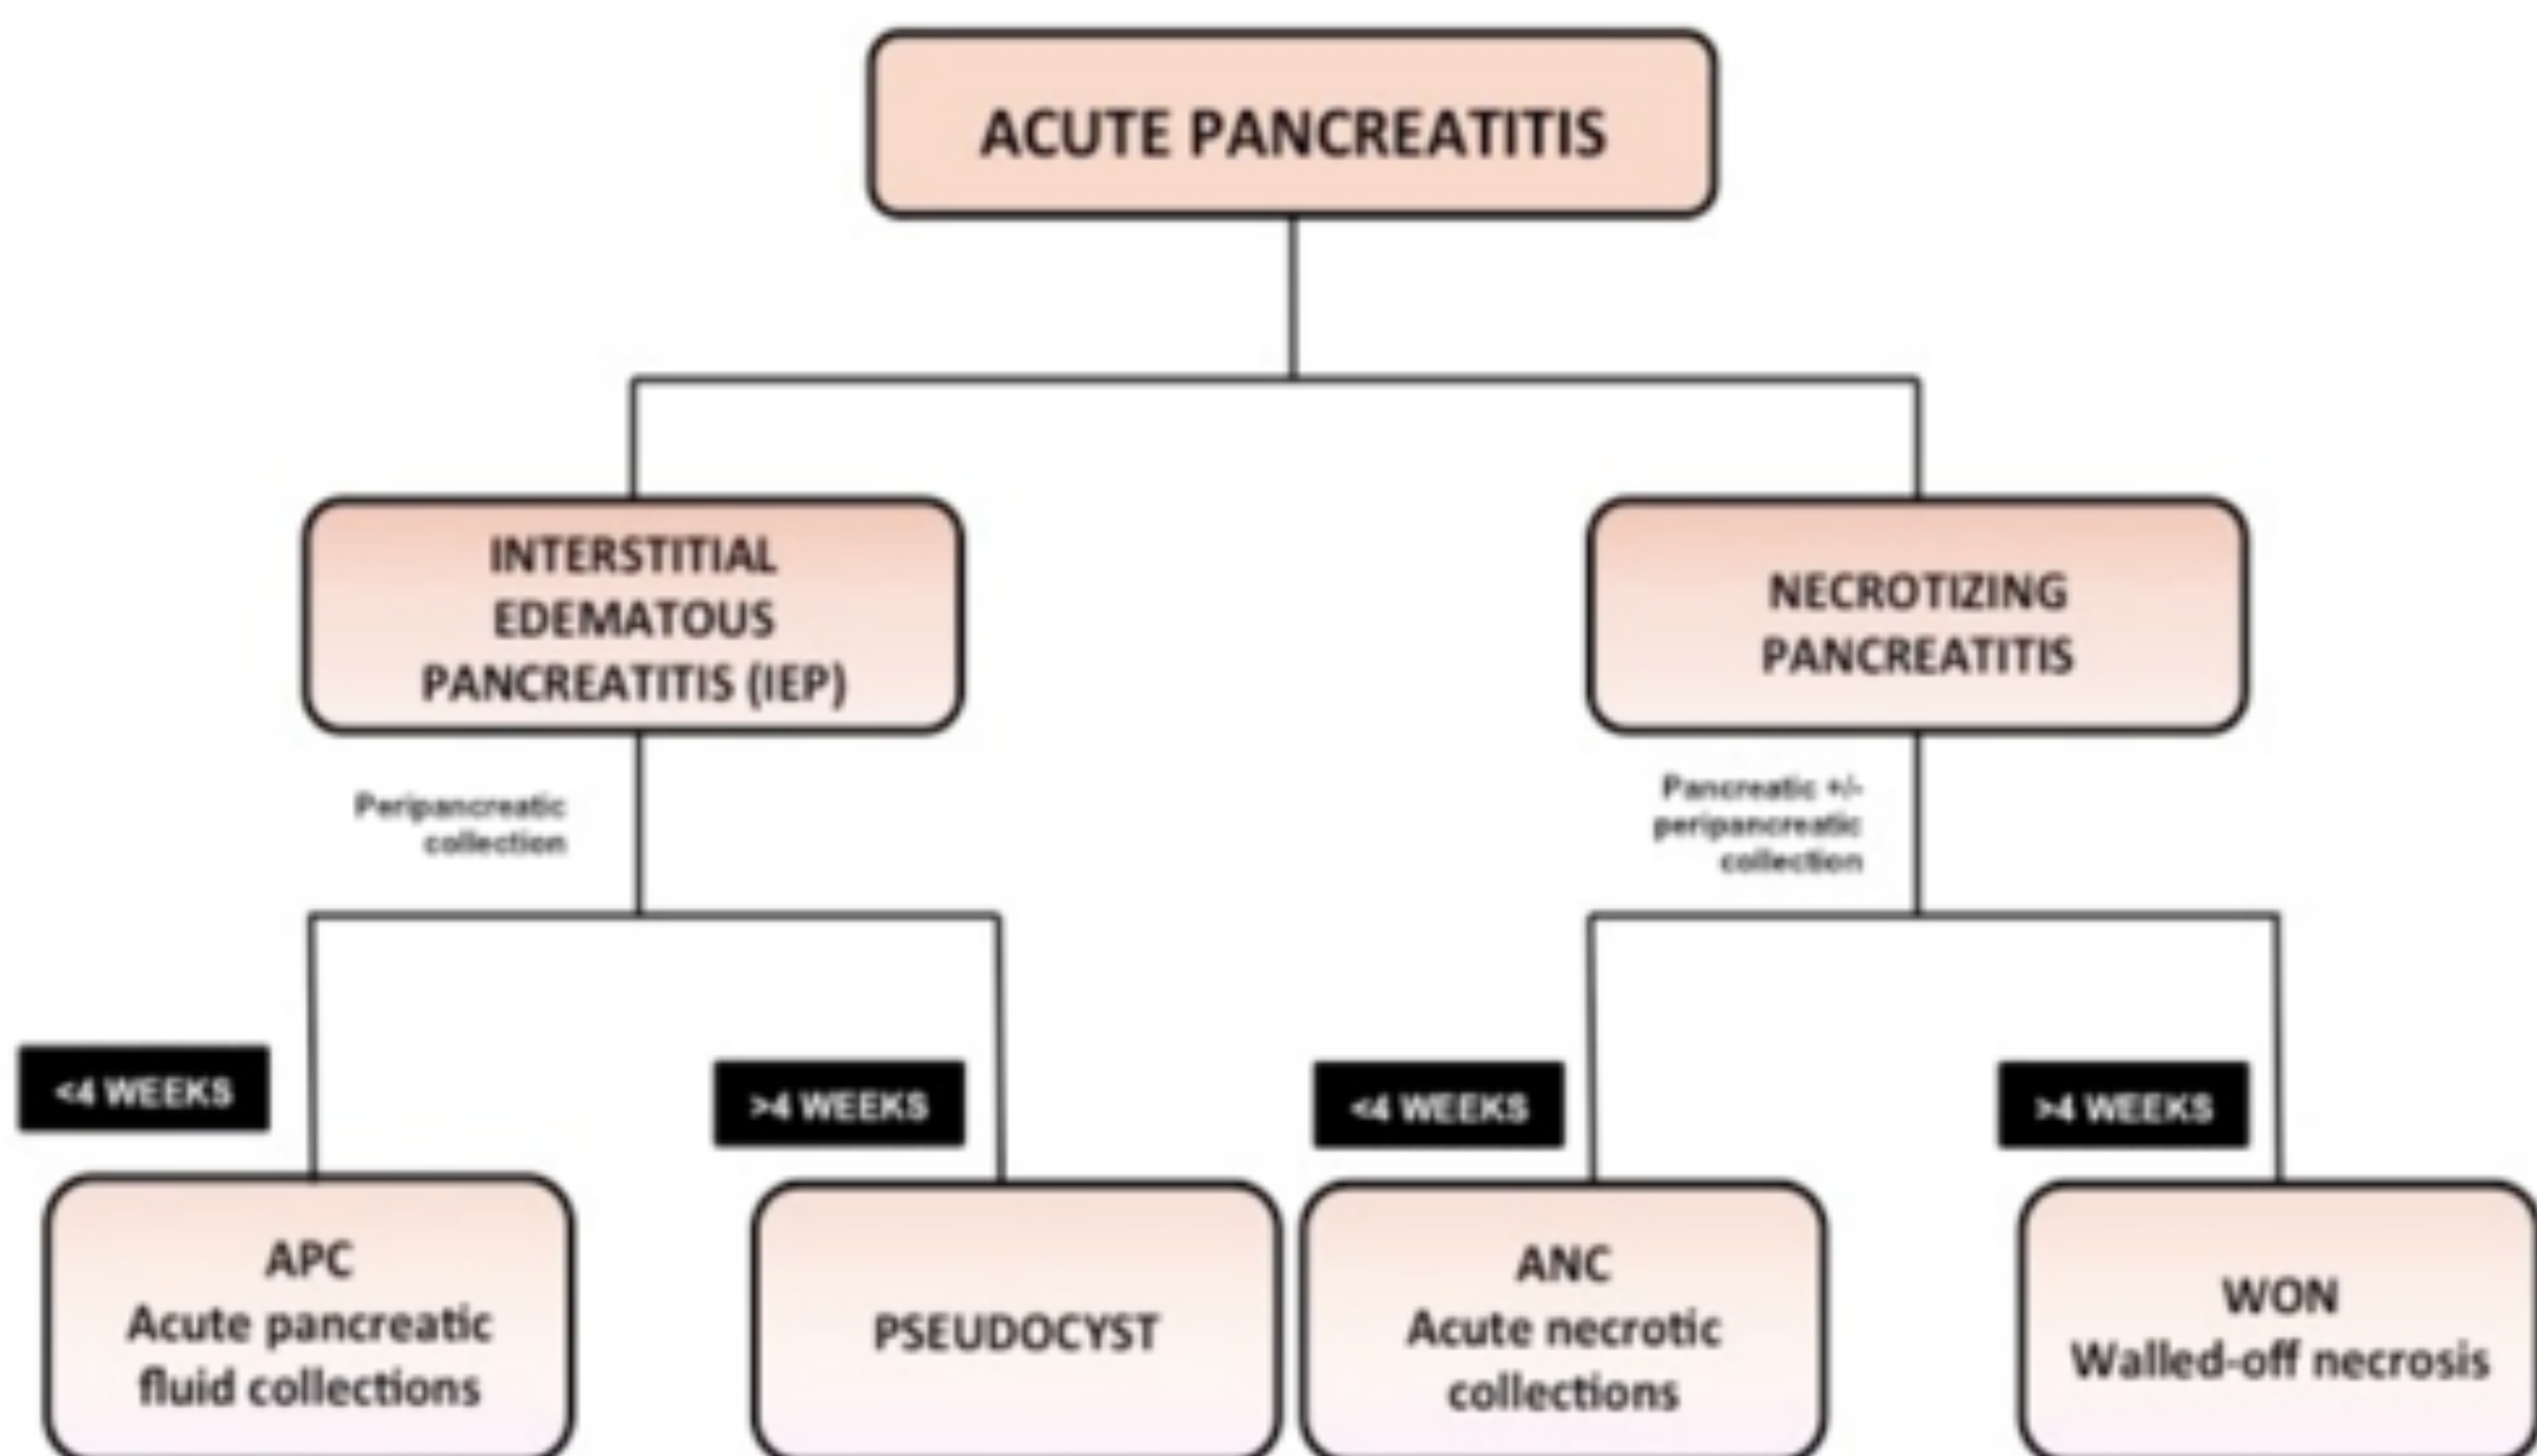 ACUTE PANCREATITIS
INTERSTITIAL
EDEMATOUS
PANCREATITIS (IEP)
NECROTIZING
PANCREATITIS
Peripancreatic
collection
Pancreatic +/-
peripancreatic
collection
<4 WEEKS
>4 WEEKS
<4 WEEKS
>4 WEEKS
APC
Acute pancreatic
fluid collections
PSEUDOCYST
ANC
Acute necrotic
collections
WON
Walled-off necrosis